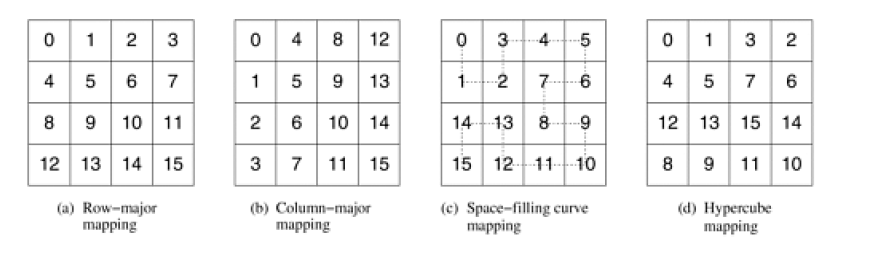 0 1 2 3
4 5 6 7
8 9 10 11
12 13 14 15
(a) Row-major
mapping
0 4 8 12
1 5 9 13
2 6 10 14
3 7 11 15
(b) Column-major
mapping
0 3 4 5
1 2 7 6
14 13 8 9
15 12 11 10
(c) Space-filling curve
mapping
0 1 3 2
4 5 7 6
12 13 15 14
8 9 11 10
(d) Hypercube
mapping